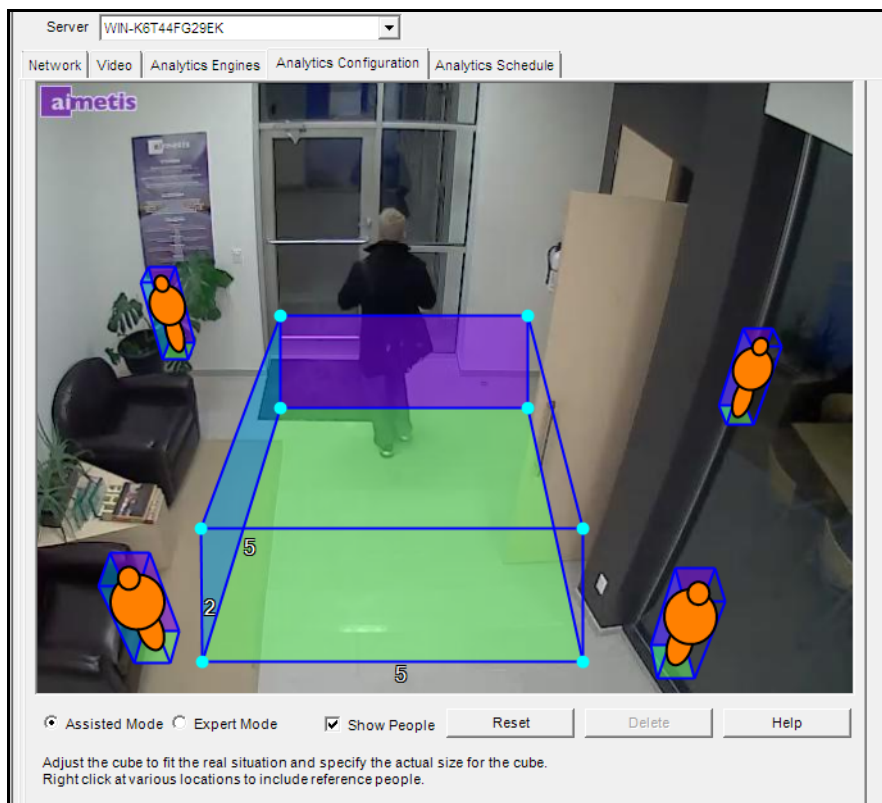 Server WIN-K6T44FG29EK
Network Video Analytics Engines Analytics Configuration Analytics Schedule
aimetis
aimetis
5
2
5
THE
Assisted Mode Expert Mode Show People Reset Delete Help
Adjust the cube to fit the real situation and specify the actual size for the cube.
Right click at various locations to include reference people.